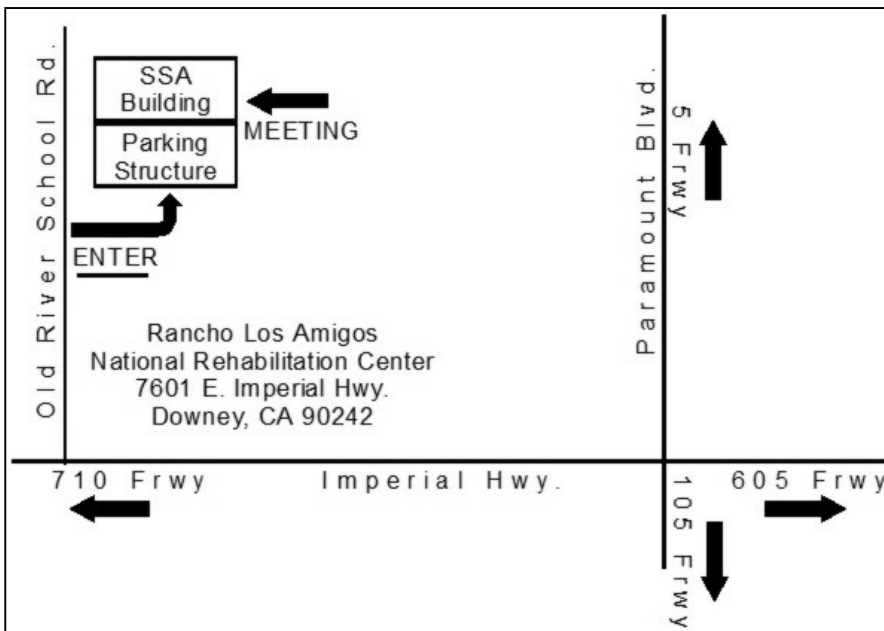 Old River School Rd.
SSA
Building
MEETING
Parking
Structure
ENTER
Rancho Los Amigos
National Rehabilitation Center
7601 E. Imperial Hwy.
Downey, CA 90242
Paramount Blvd.
5 Frwy
710 Frwy
Imperial Hwy.
105 Frwy
605 Frwy